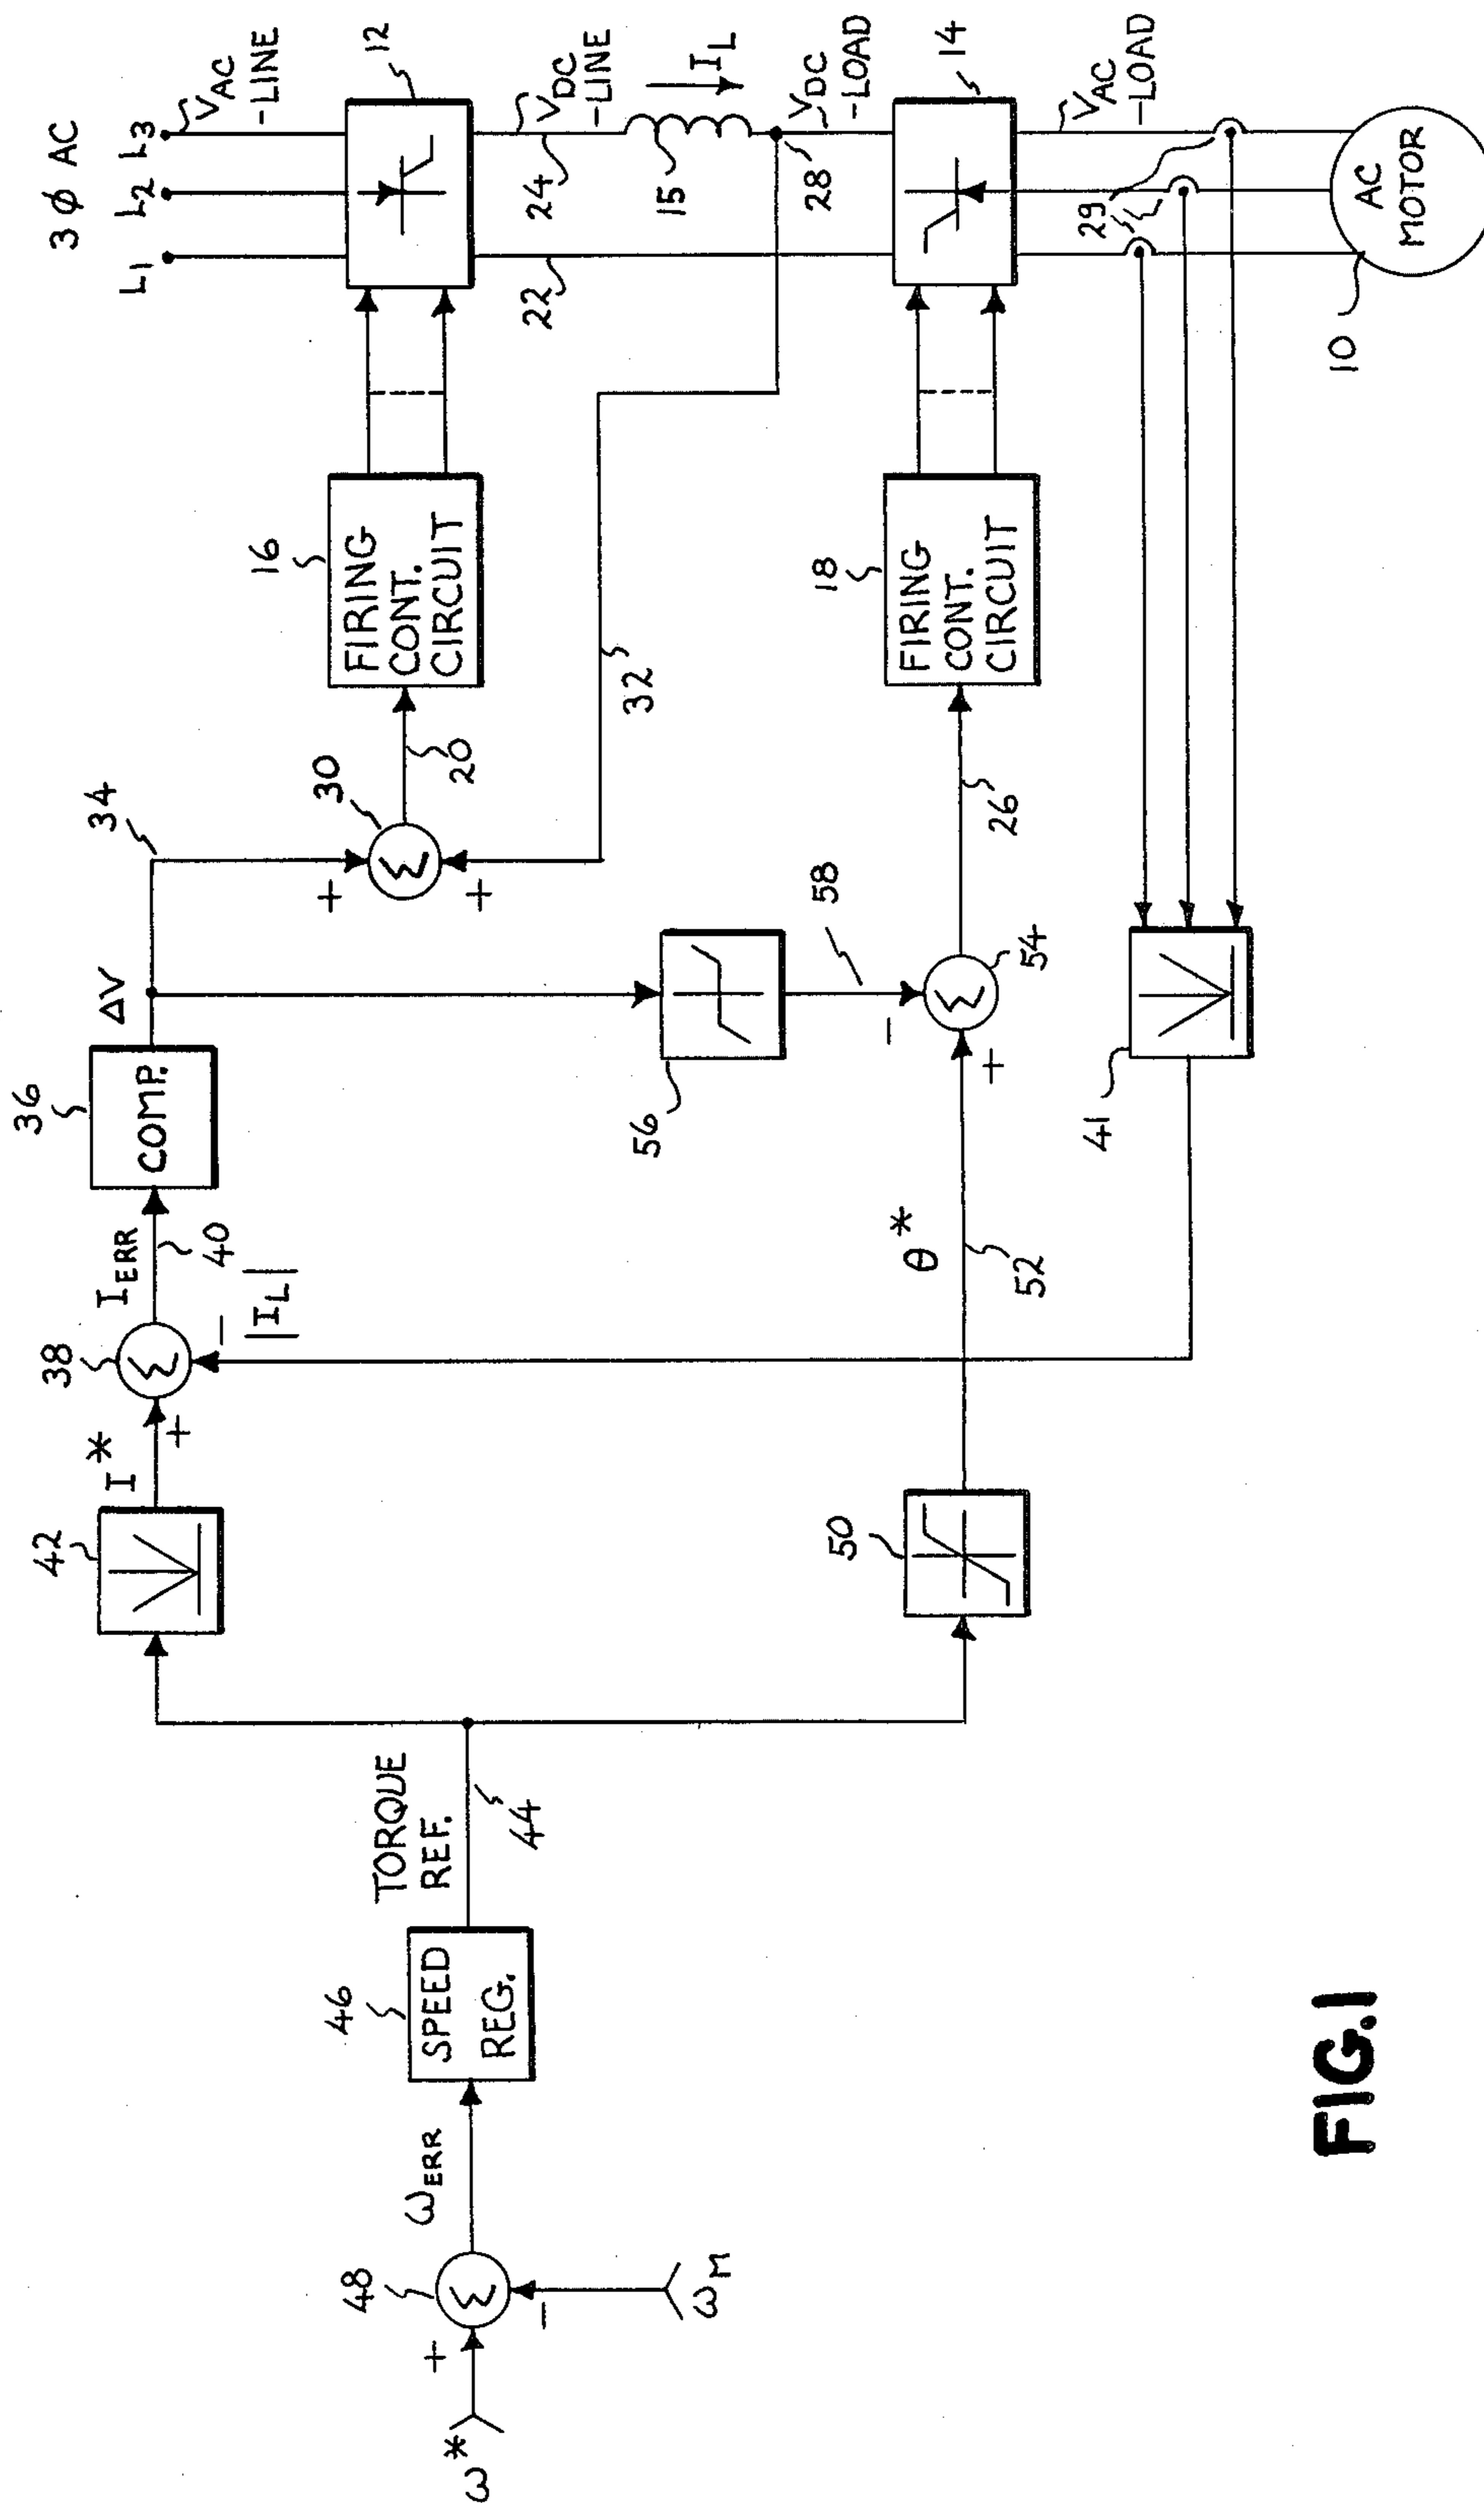 3 Φ AC
L1 L2 L3
VAC
-LINE
12
VDC
-LINE
IL
24
22
15
VDC
-LOAD
28
14
VAC
-LOAD
29
AC
MOTOR
10
16
FIRING
CONT.
CIRCUIT
20
30
+
Σ
+
34
32
18
FIRING
CONT.
CIRCUIT
26
58
-
Σ
+
54
56
ΔV
36
COMP.
IERR
40
38
Σ
+
-
|IL|
41
θ*
52
I*
42
50
TORQUE
REF.
44
46
SPEED
REG.
ωERR
48
Σ
+
-
ω*
ωM
FIG.1